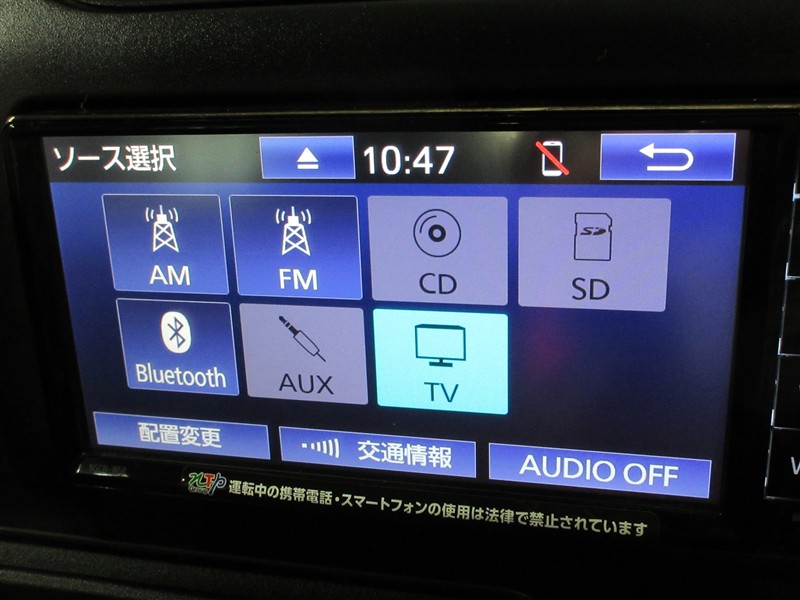 ソース選択
10:47
AM
FM
CD
SD
SD
Bluetooth
AUX
TV
配置変更
交通情報
AUDIO OFF
運転中の携帯電話・スマートフォンの使用は法律で禁止されています